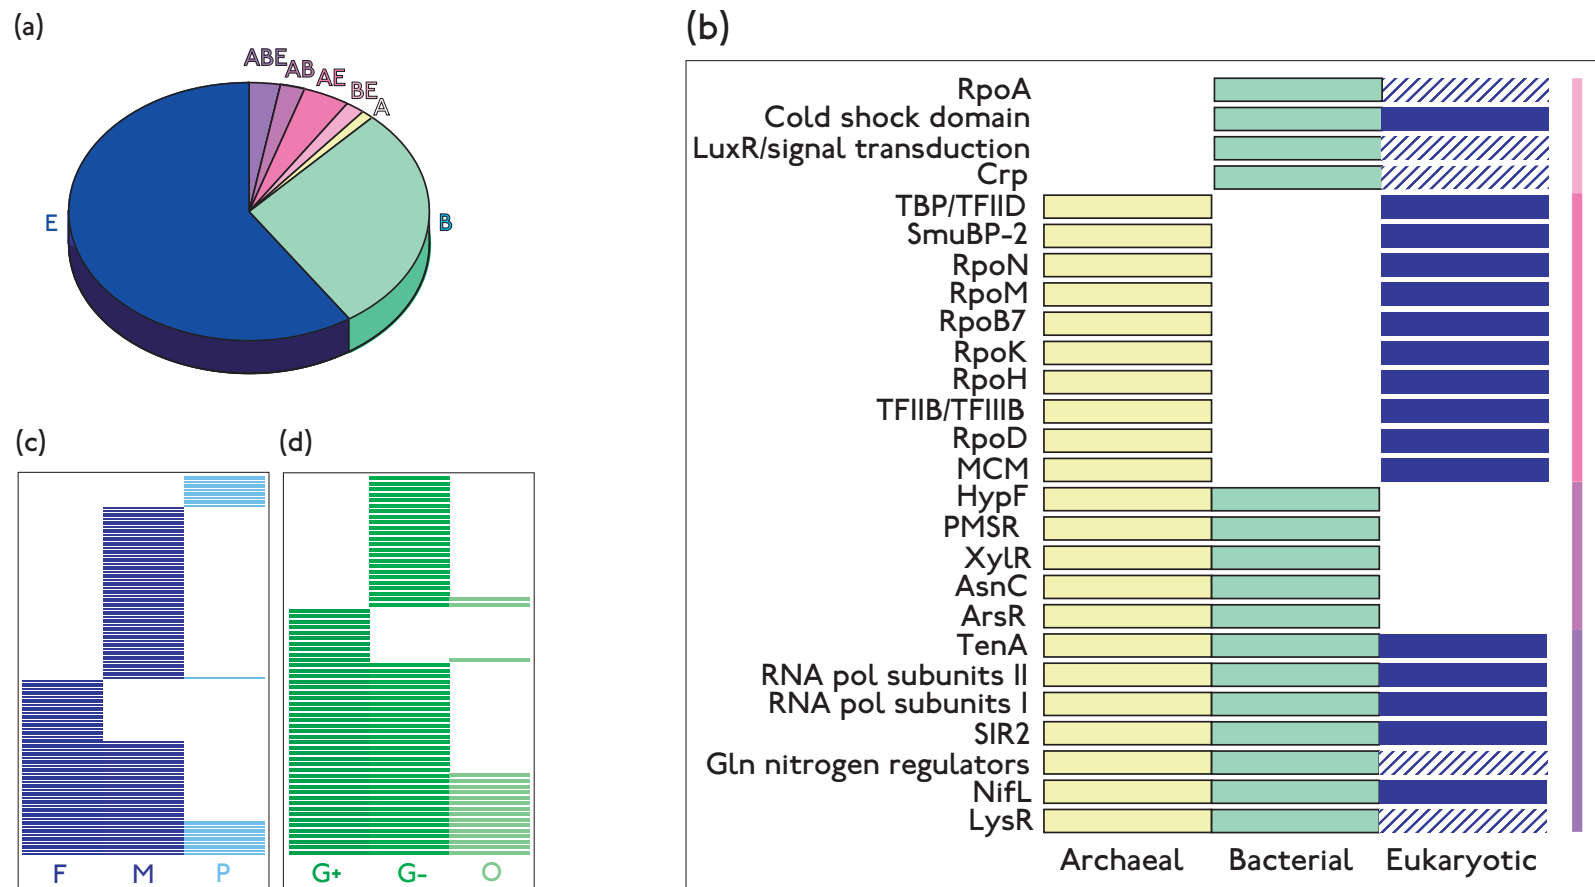 (a)
ABE
AB
AE
BE
A
E
B
(b)
RpoA
Cold shock domain
LuxR/signal transduction
Crp
TBP/TFIID
SmuBP-2
RpoN
RpoM
RpoB7
RpoK
RpoH
TFIIB/TFIIIB
RpoD
MCM
HypF
PMSR
XylR
AsnC
ArsR
TenA
RNA pol subunits II
RNA pol subunits I
SIR2
Gln nitrogen regulators
NifL
LysR
Archaeal Bacterial Eukaryotic
(c)
F M P
(d)
G+ G- O